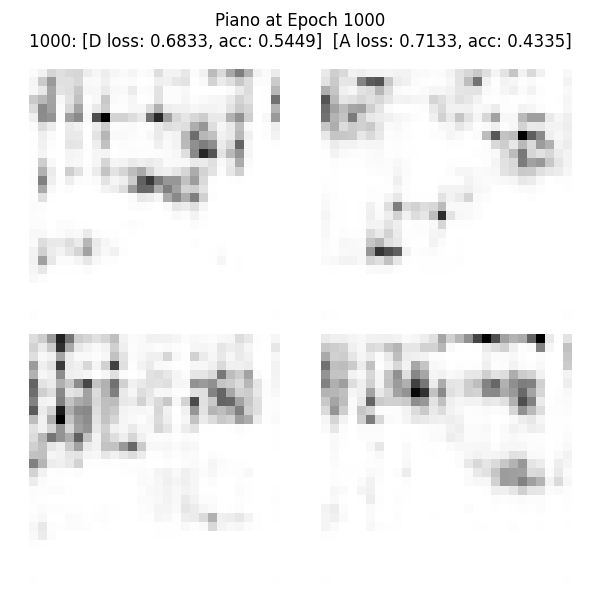 Piano at Epoch 1000
1000: [D loss: 0.6833, acc: 0.5449]  [A loss: 0.7133, acc: 0.4335]